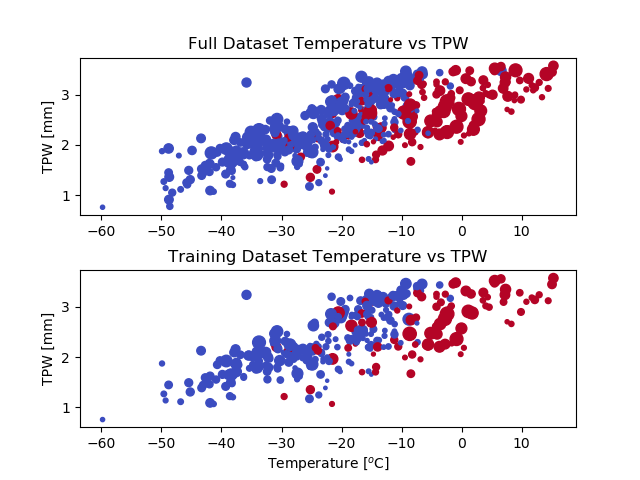 Full Dataset Temperature vs TPW
TPW [mm]
3
2
1
−60 −50 −40 −30 −20 −10 0 10
Training Dataset Temperature vs TPW
TPW [mm]
3
2
1
−60 −50 −40 −30 −20 −10 0 10
Temperature [°C]